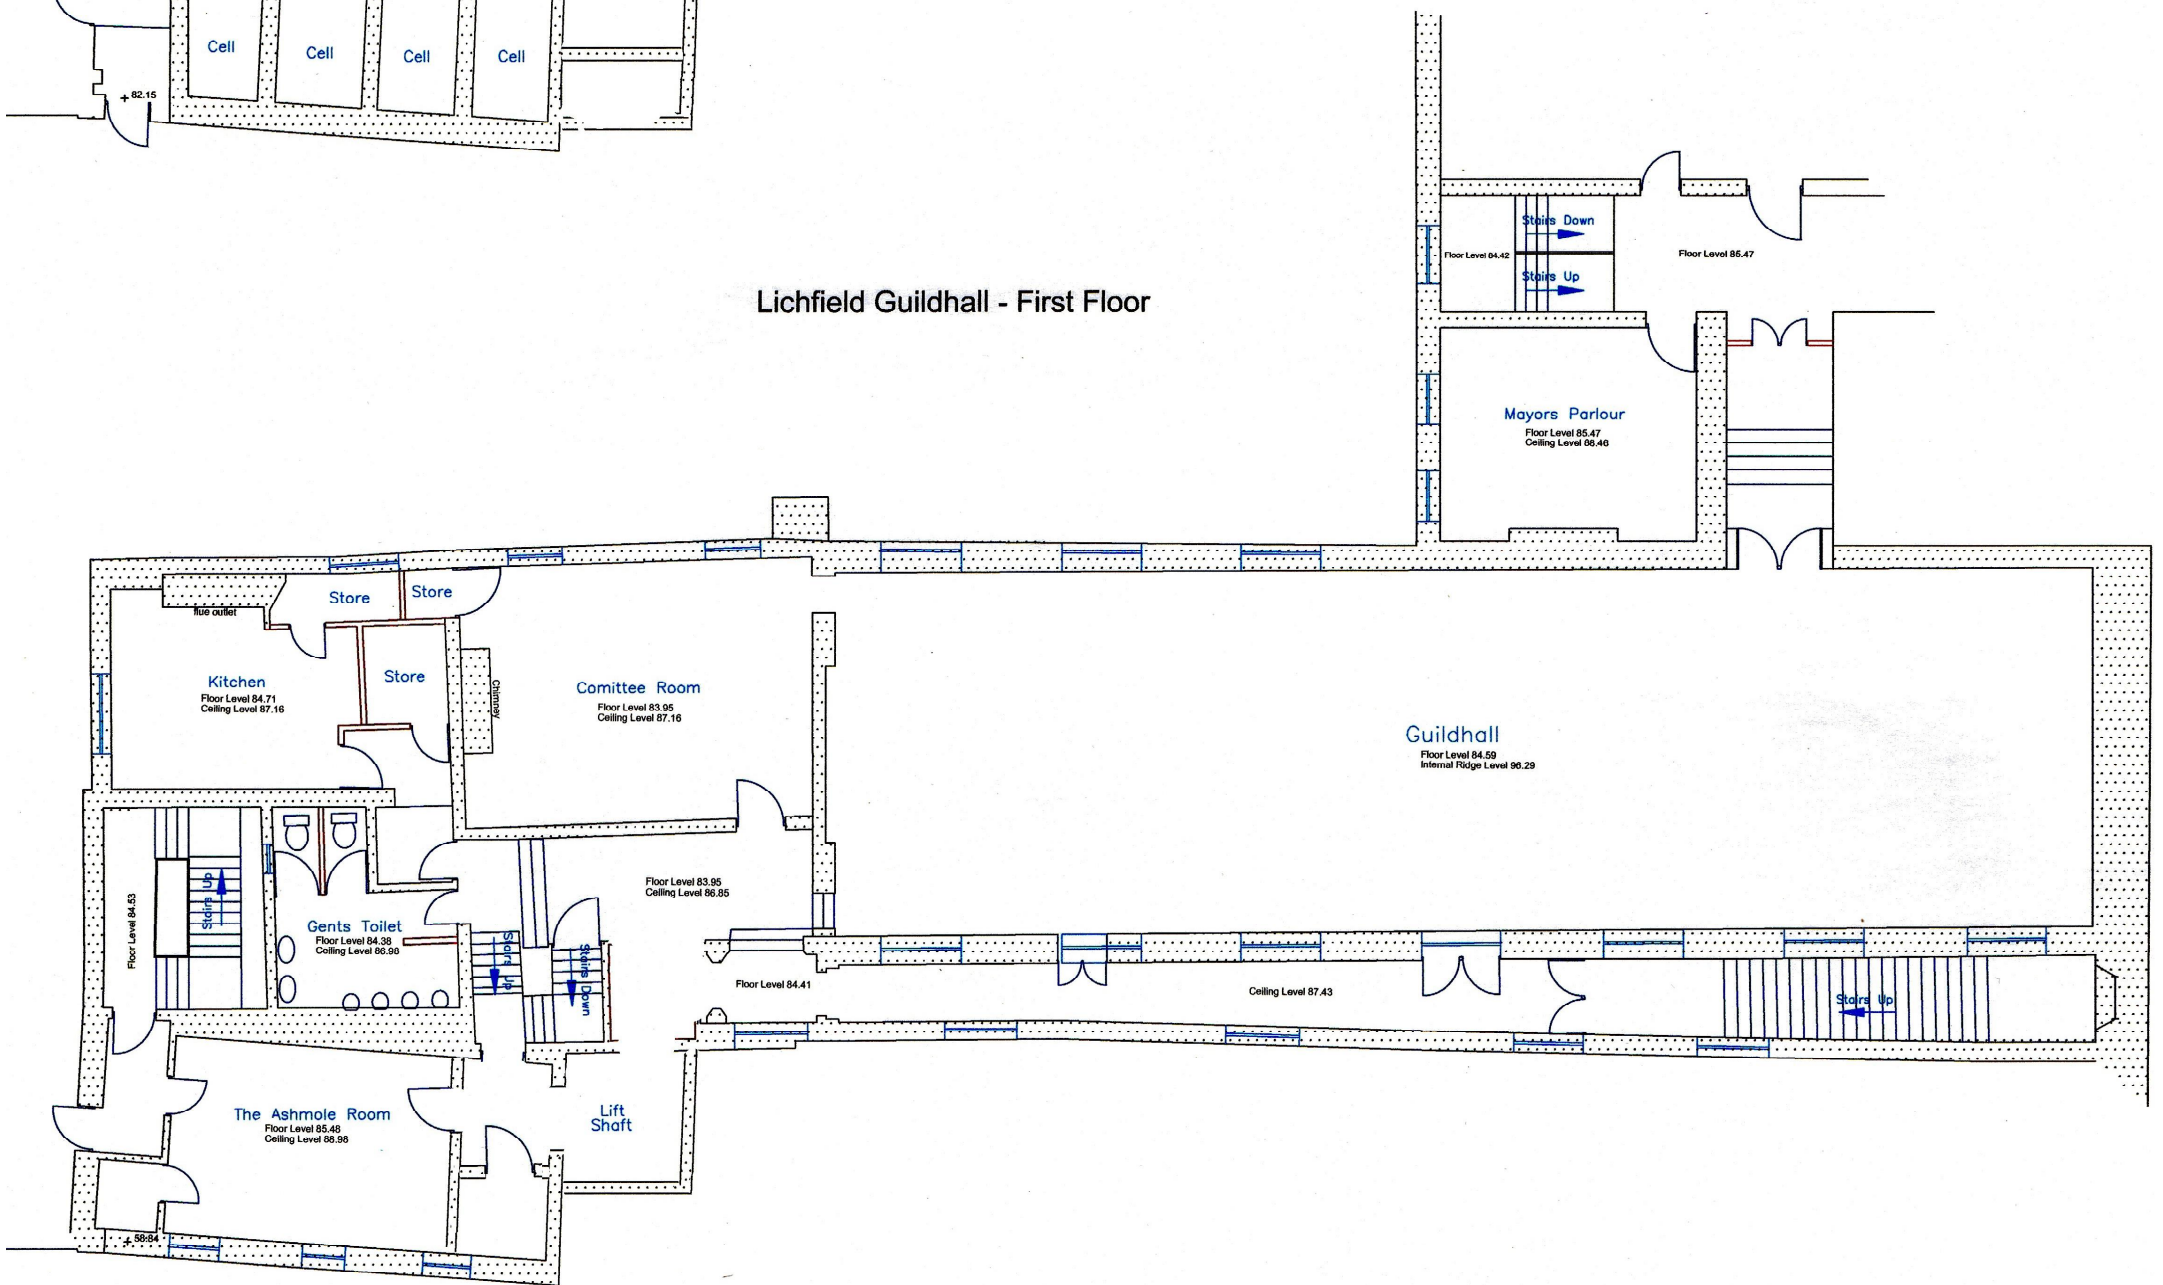 Cell
Cell
Cell
Cell
+ 82.15
Stairs Down
Floor Level 84.42
Floor Level 85.47
Stairs Up
Lichfield Guildhall - First Floor
Mayors Parlour
Floor Level 85.47
Ceiling Level 88.46
Store
Store
flue outlet
Store
Kitchen
Floor Level 84.71
Ceiling Level 87.16
Chimney
Comittee Room
Floor Level 83.95
Ceiling Level 87.16
Guildhall
Floor Level 84.59
Internal Ridge Level 96.29
Floor Level 84.53
Stairs Up
Floor Level 83.95
Ceiling Level 86.85
Gents Toilet
Floor Level 84.38
Ceiling Level 86.98
Stairs Up
Stairs Down
Floor Level 84.41
Ceiling Level 87.43
Stairs Up
The Ashmole Room
Floor Level 85.48
Ceiling Level 88.98
Lift
Shaft
+ 58.84